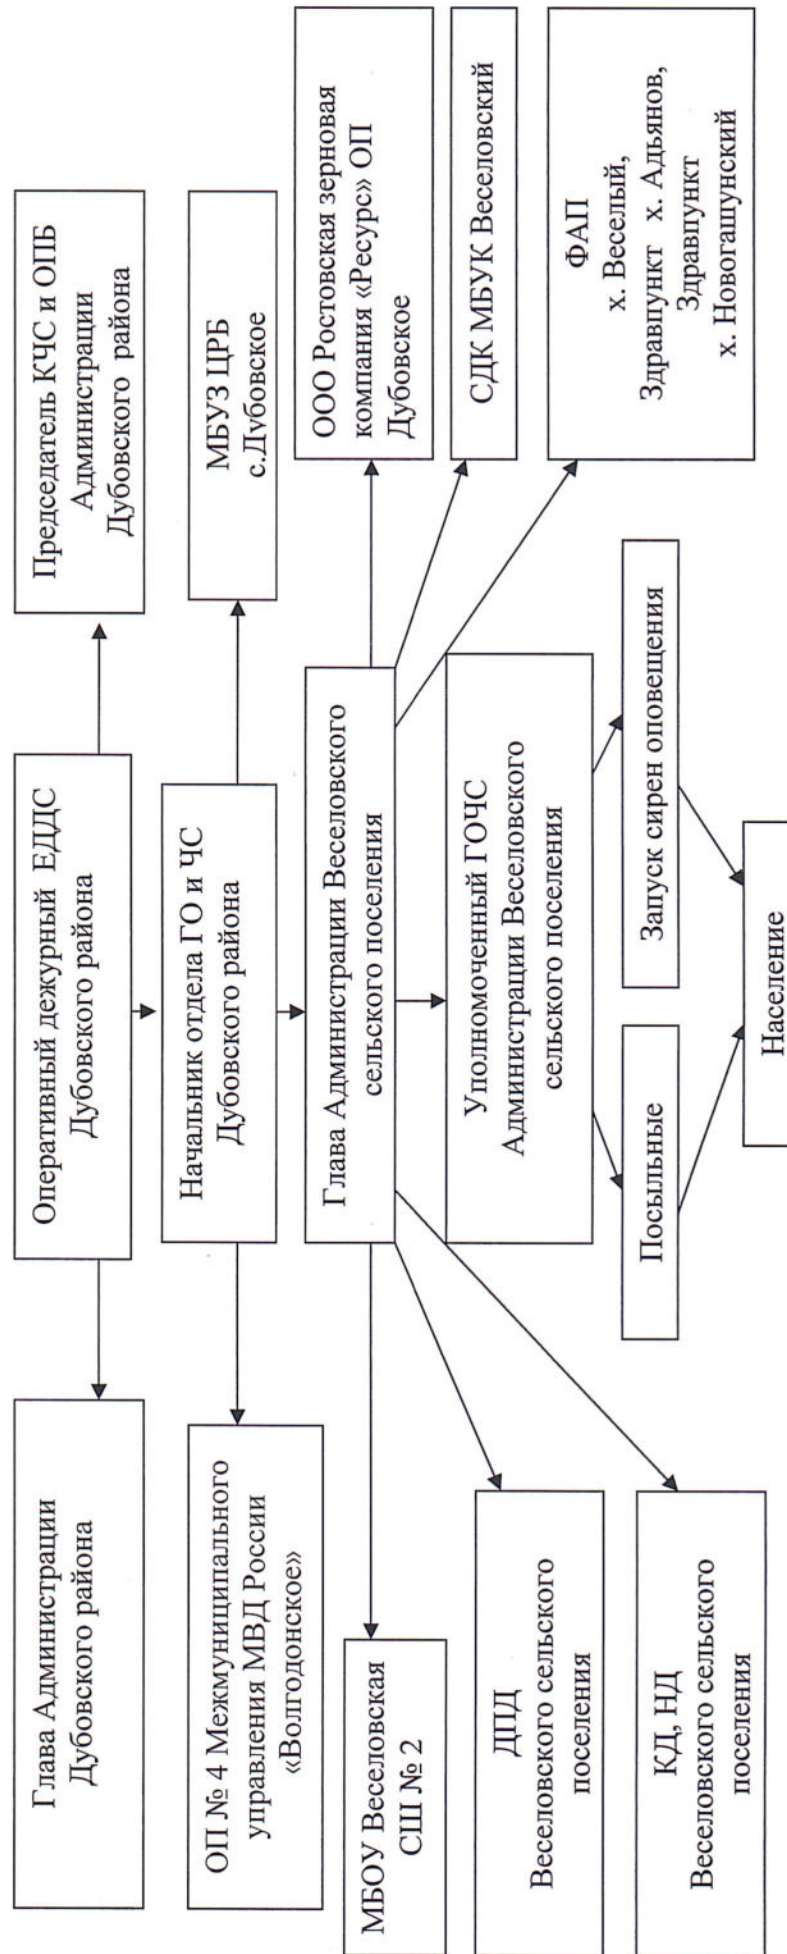 Глава Администрации
Дубовского района
Оперативный дежурный ЕДДС
Дубовского района
Председатель КЧС и ОПБ
Администрации
Дубовского района
ОП № 4 Межмуниципального
управления МВД России
«Волгодонское»
Начальник отдела ГО и ЧС
Дубовского района
МБУЗ ЦРБ
с.Дубовское
МБОУ Веселовская
СШ № 2
Глава Администрации Веселовского
сельского поселения
ООО Ростовская зерновая
компания «Ресурс» ОП
Дубовское
ДПД
Веселовского сельского
поселения
Уполномоченный ГОЧС
Администрации Веселовского
сельского поселения
СДК МБУК Веселовский
КД, НД
Веселовского сельского
поселения
Посыльные
Запуск сирен оповещения
ФАП
х. Веселый,
Здравпункт х. Адьянов,
Здравпункт
х. Новогашунский
Население